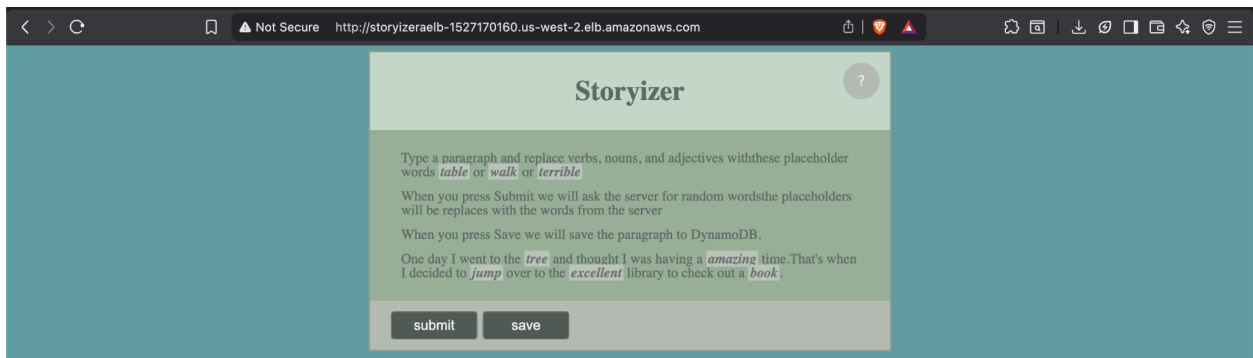 Not Secure http://storyizeraelb-1527170160.us-west-2.elb.amazonaws.com
Storyizer
?
Type a paragraph and replace verbs, nouns, and adjectives withthese placeholder
words table or walk or terrible
When you press Submit we will ask the server for random wordsthe placeholders
will be replaces with the words from the server
When you press Save we will save the paragraph to DynamoDB.
One day I went to the tree and thought I was having a amazing time.That's when
I decided to jump over to the excellent library to check out a book.
submit save